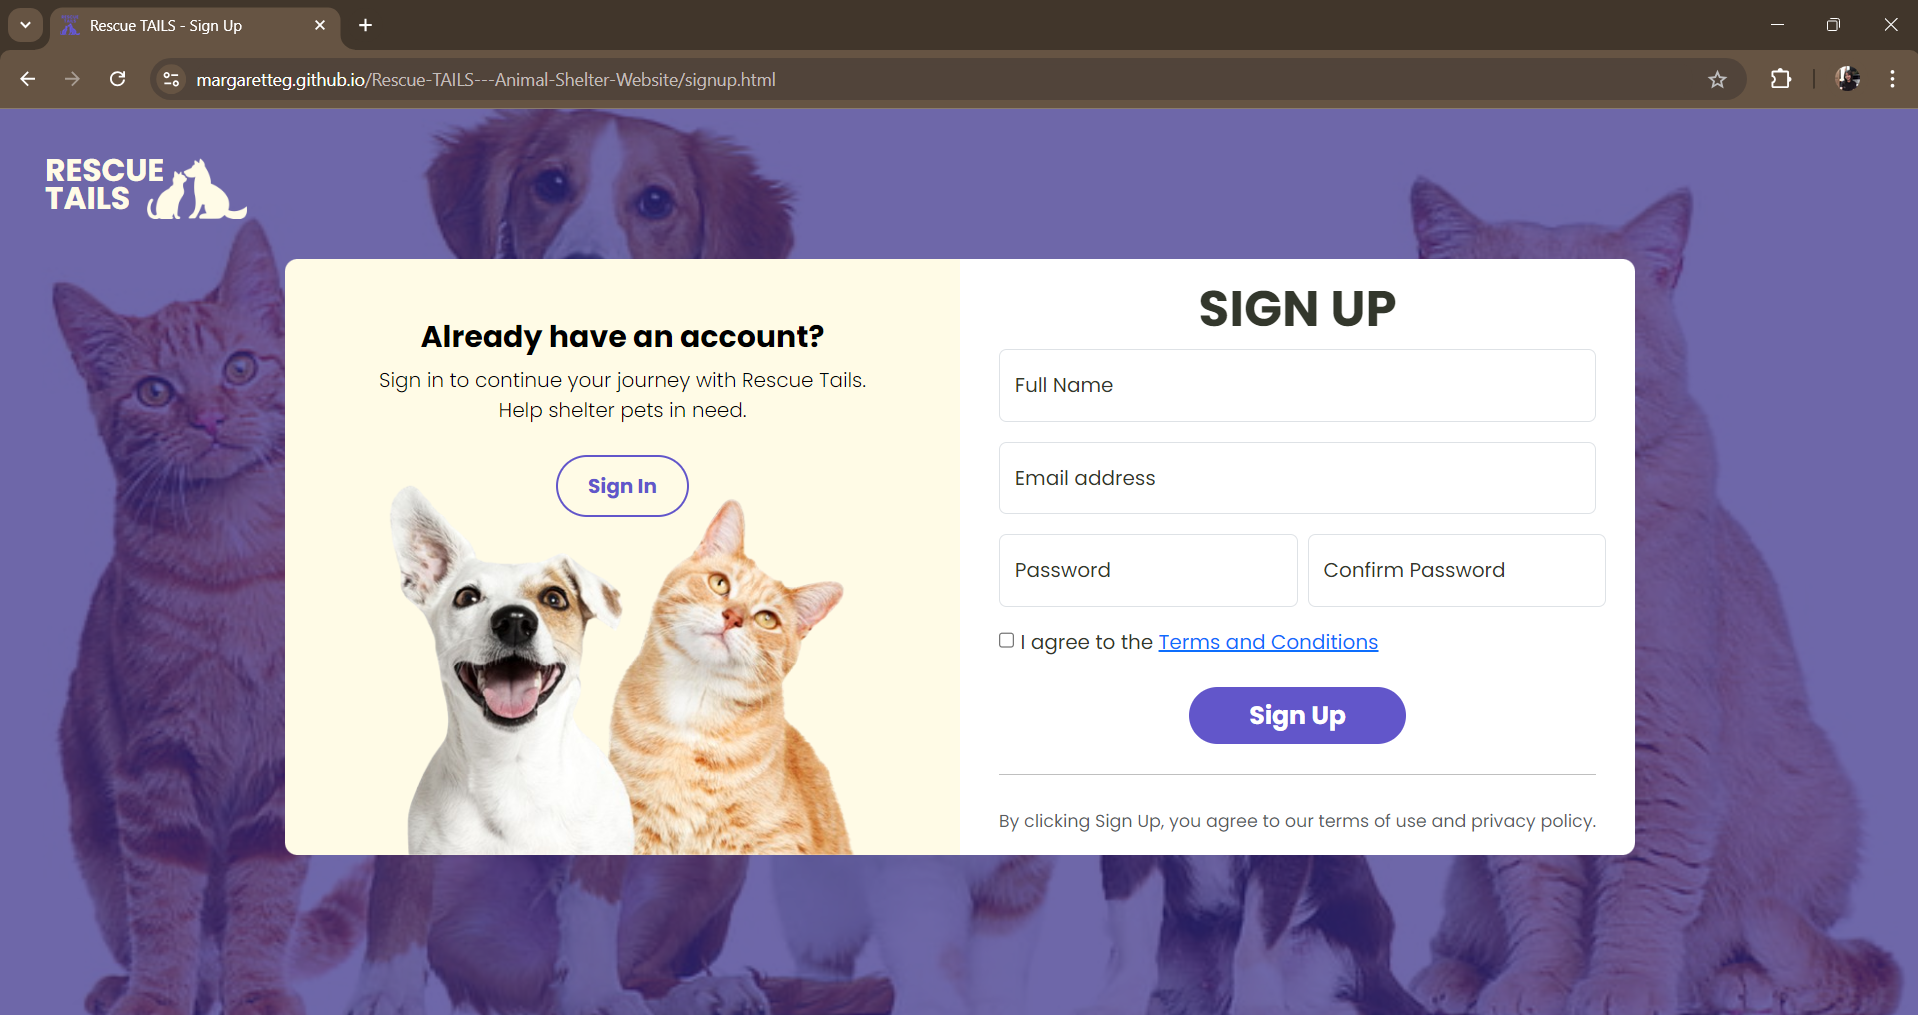 Rescue TAILS - Sign Up
margaretteg.github.io/Rescue-TAILS---Animal-Shelter-Website/signup.html
RESCUE
TAILS
Already have an account?
Sign in to continue your journey with Rescue Tails.
Help shelter pets in need.
Sign In
SIGN UP
Full Name
Email address
Password
Confirm Password
I agree to the Terms and Conditions
Sign Up
By clicking Sign Up, you agree to our terms of use and privacy policy.